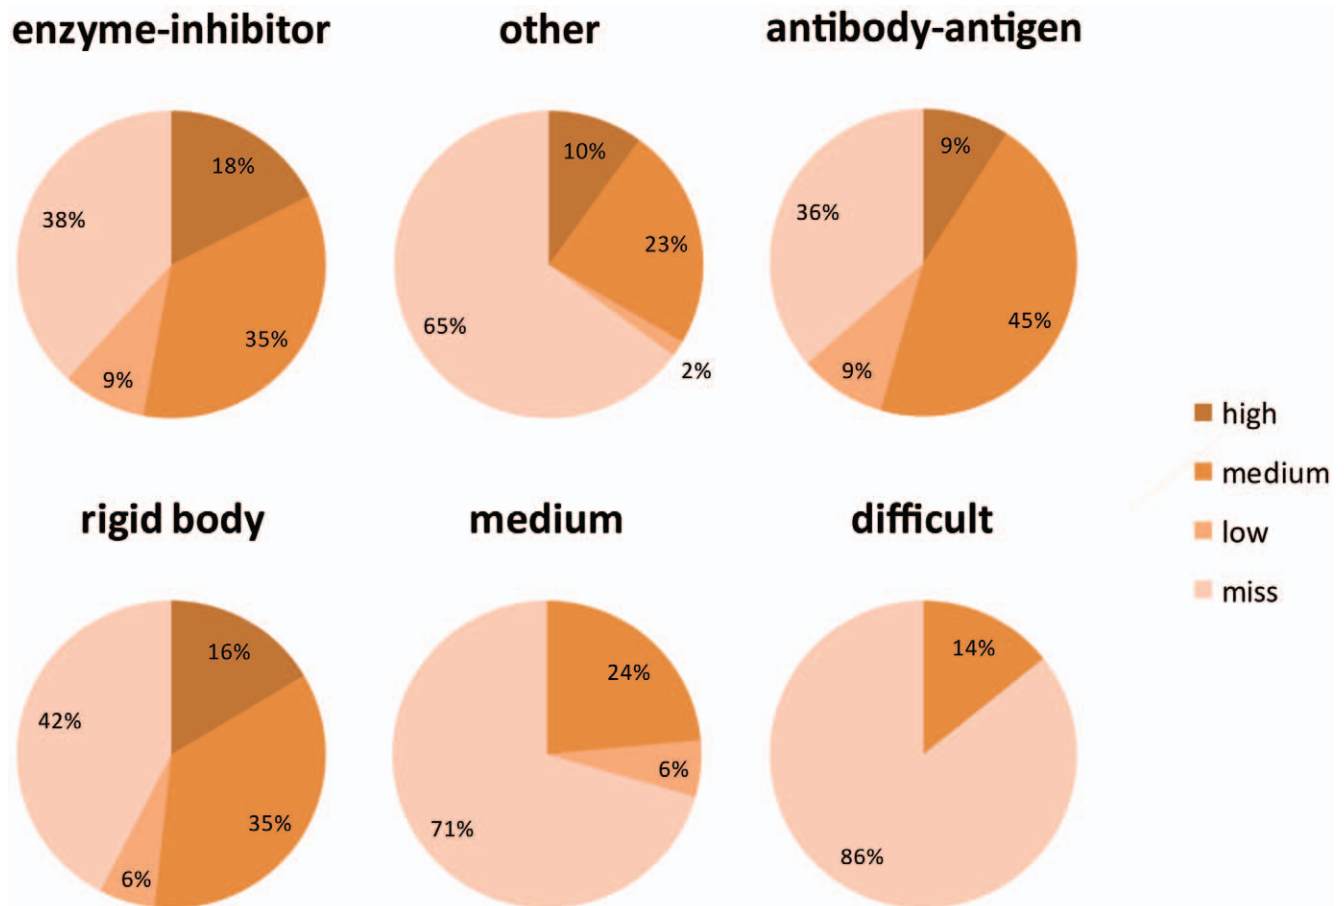 enzyme-inhibitor
other
antibody-antigen
18%
38%
35%
9%
10%
23%
65%
2%
9%
36%
45%
9%
high
medium
low
miss
rigid body
medium
difficult
16%
42%
35%
6%
24%
6%
71%
14%
86%